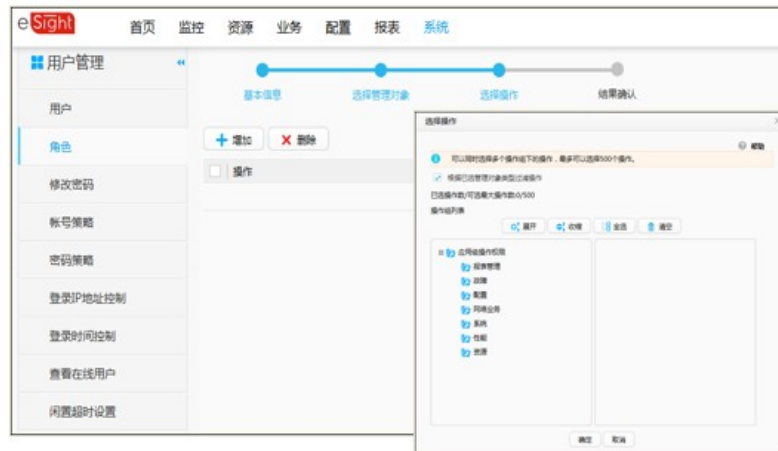 eSight
首页 监控 资源 业务 配置 报表 系统
用户管理
用户
角色
修改密码
帐号策略
密码策略
登录IP地址控制
登录时间控制
查看在线用户
闲置超时设置
基本信息 选择管理对象 选择操作 结果确认
增加 删除
操作
选择操作
帮助
可以同时选择多个操作组下的操作，最多可以选择500个操作。
根据已选管理对象类型过滤操作
已选操作数/可选最大操作数:0/500
操作组列表
展开 收缩 全选 清空
应用级操作权限
报表管理
故障
配置
网络业务
系统
性能
资源
确定 取消